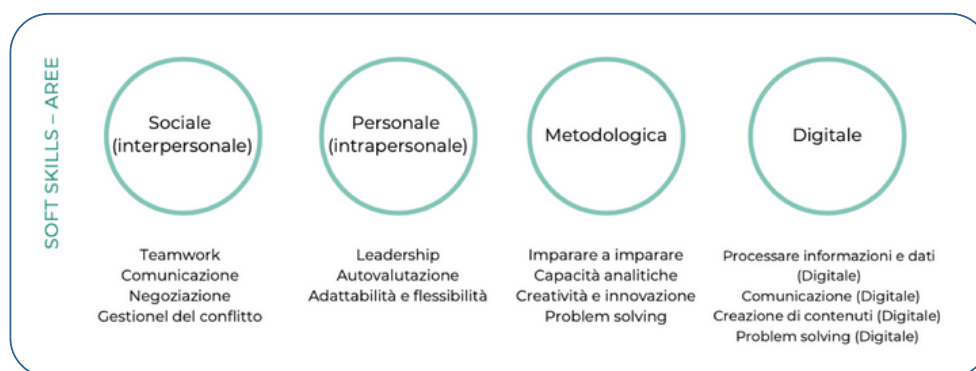 SOFT SKILLS – AREE
Sociale
(interpersonale)
Teamwork
Comunicazione
Negoziazione
Gestionel del conflitto
Personale
(intrapersonale)
Leadership
Autovalutazione
Adattabilità e flessibilità
Metodologica
Imparare a imparare
Capacità analitiche
Creatività e innovazione
Problem solving
Digitale
Processare informazioni e dati
(Digitale)
Comunicazione (Digitale)
Creazione di contenuti (Digitale)
Problem solving (Digitale)